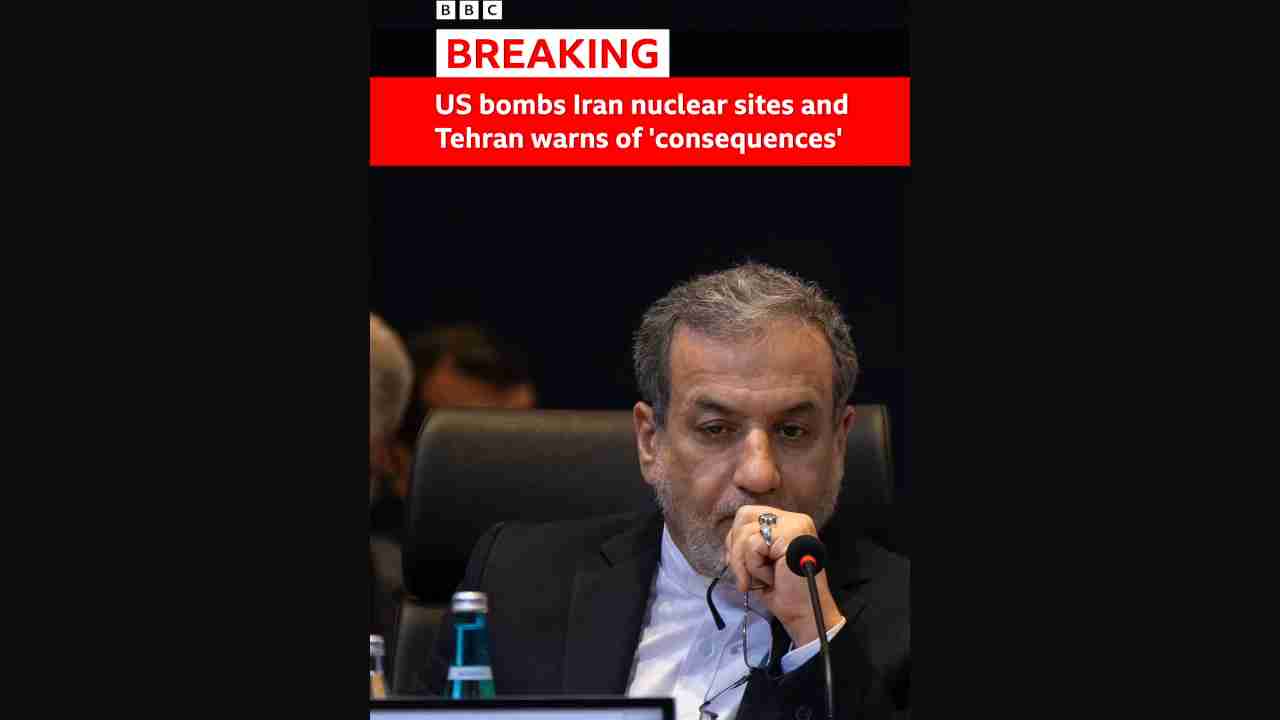 BBC
BREAKING
US bombs Iran nuclear sites and
Tehran warns of 'consequences'